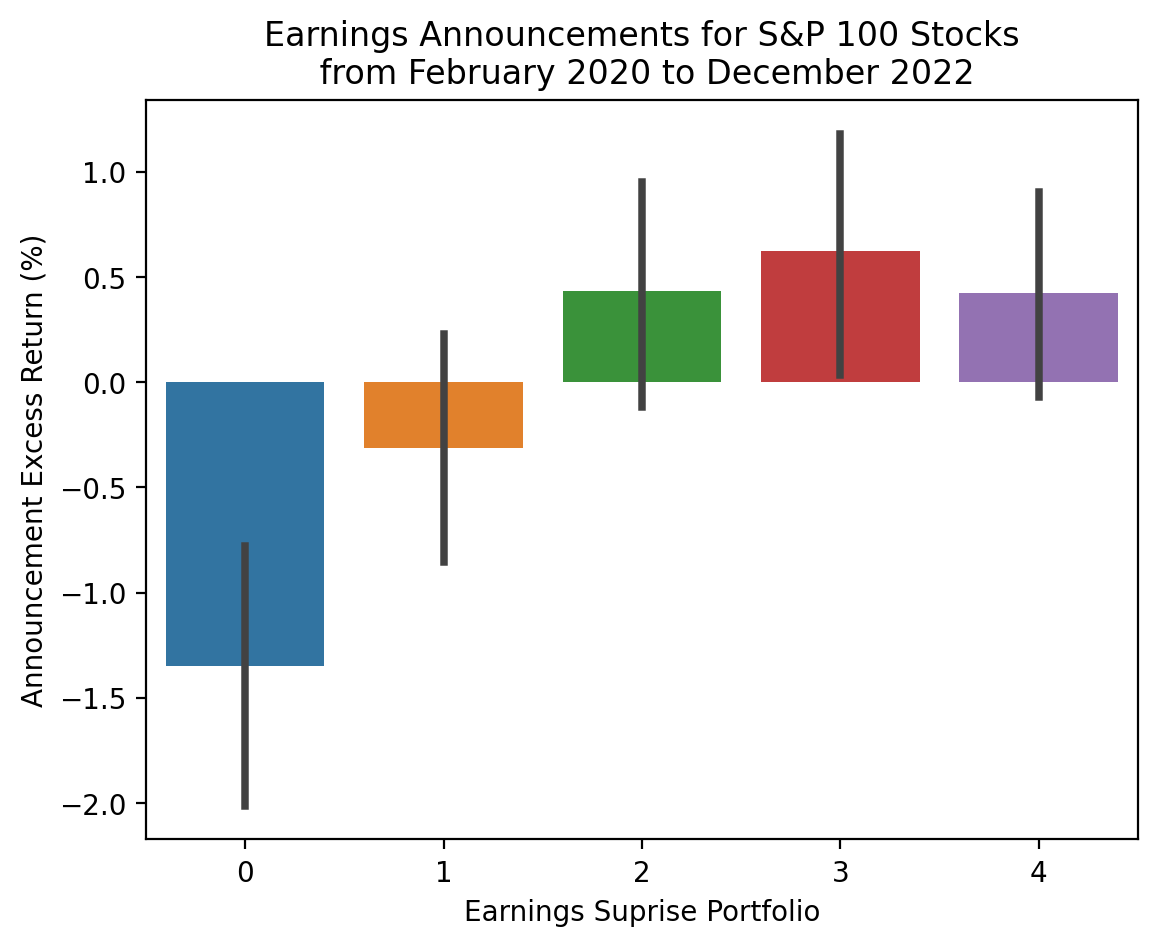 Earnings Announcements for S&P 100 Stocks
from February 2020 to December 2022
Announcement Excess Return (%)
1.0
0.5
0.0
−0.5
−1.0
−1.5
−2.0
0 1 2 3 4
Earnings Suprise Portfolio